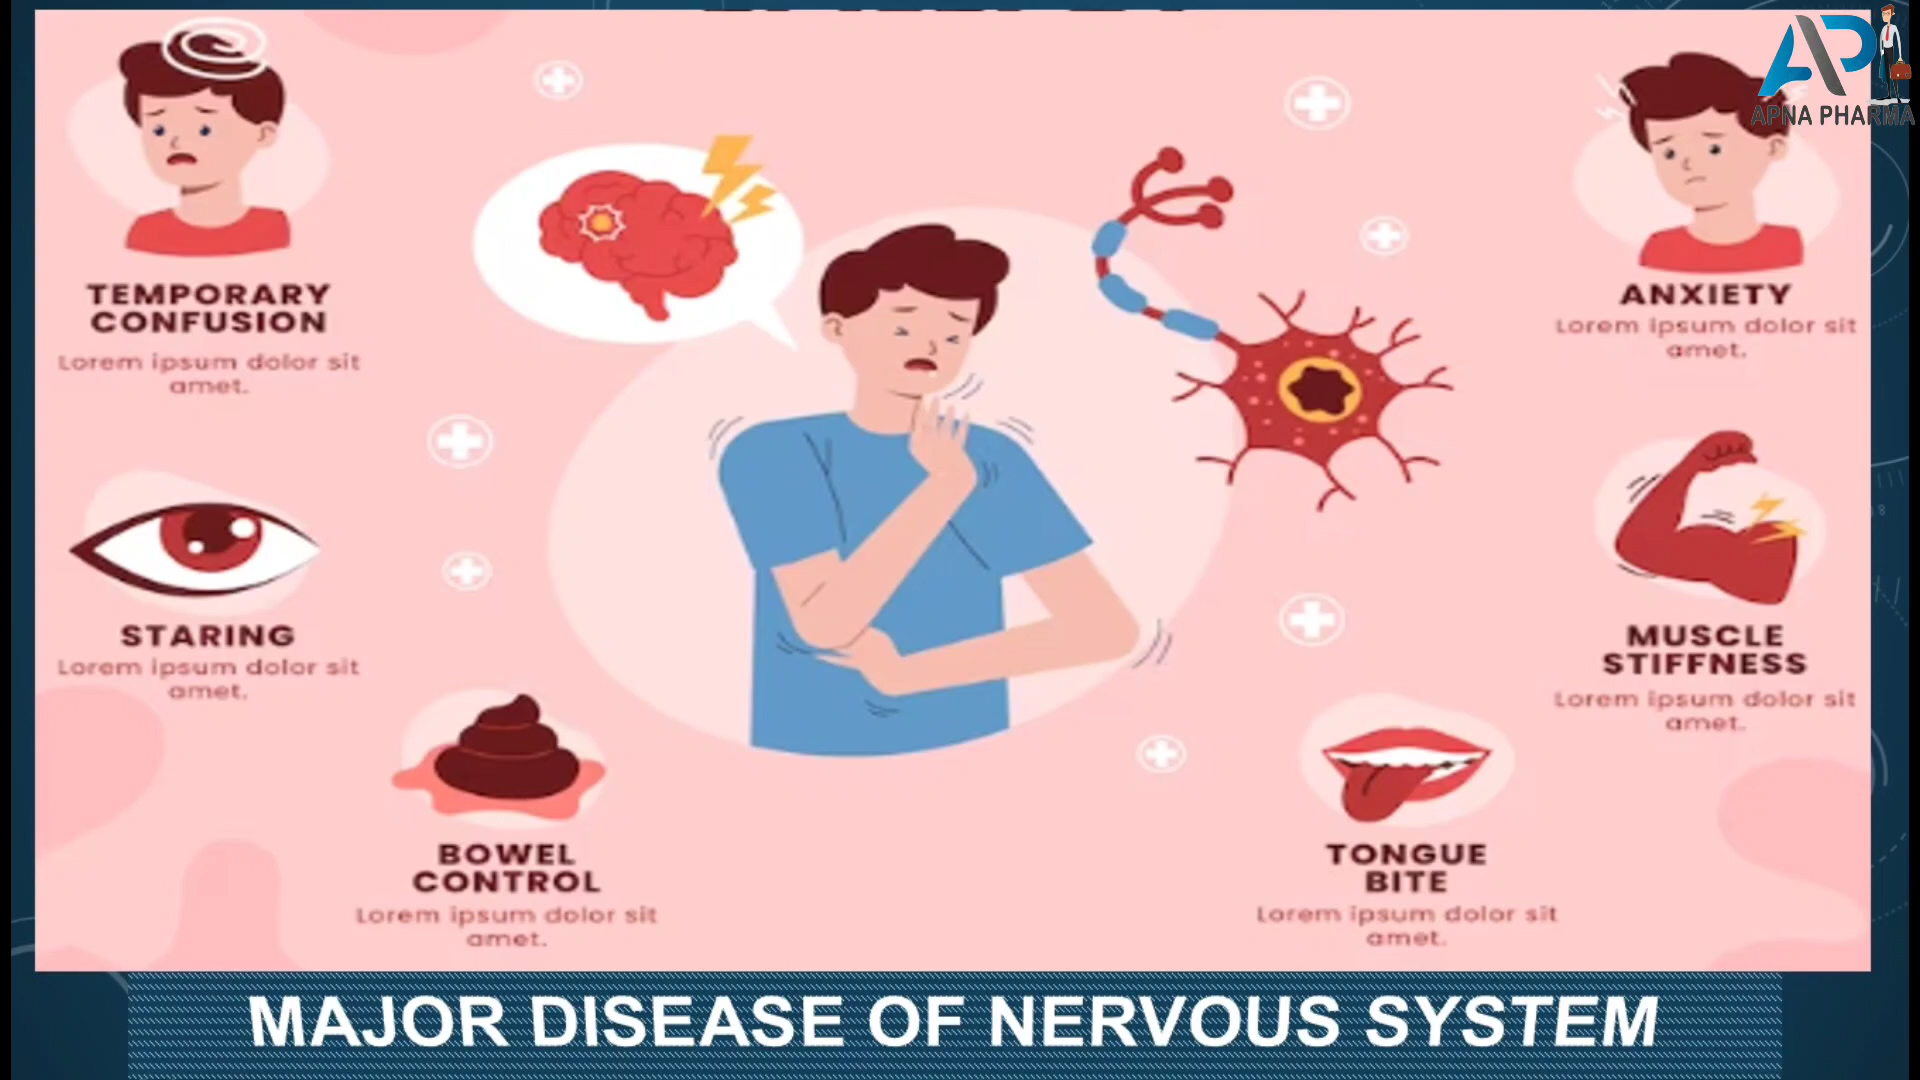 APNA PHARMA
TEMPORARY
CONFUSION
Lorem ipsum dolor sit
amet.
ANXIETY
Lorem ipsum dolor sit
amet.
STARING
Lorem ipsum dolor sit
amet.
MUSCLE
STIFFNESS
Lorem ipsum dolor sit
amet.
BOWEL
CONTROL
Lorem ipsum dolor sit
amet.
TONGUE
BITE
Lorem ipsum dolor sit
amet.
MAJOR DISEASE OF NERVOUS SYSTEM